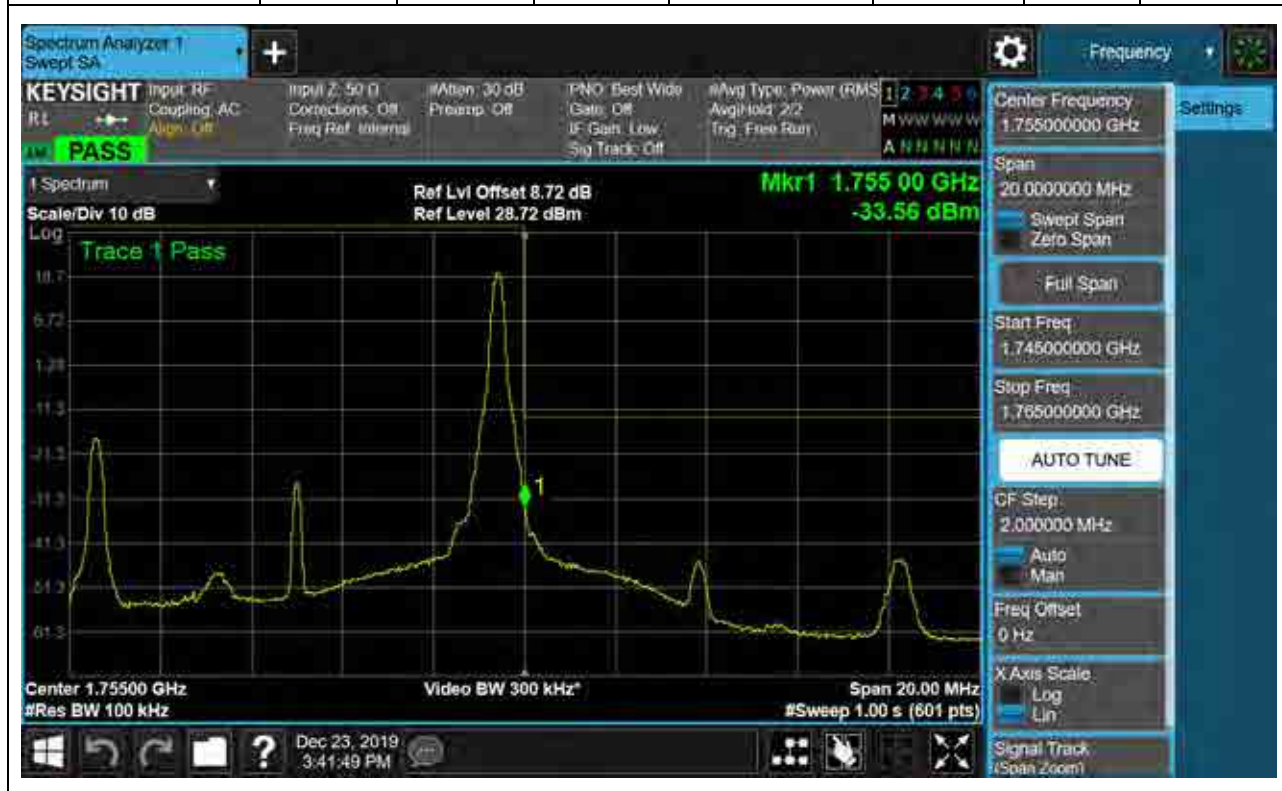 Spectrum Analyzer 1
Swept SA
Frequency
KEYSIGHT
RL
PASS
Input: RF
Coupling: AC
Align: Off
Input Z: 50 Ω
Corrections: Off
Freq Ref: Internal
#Atten: 30 dB
Preamp: Off
PNO: Best Wide
Gate: Off
IF Gain: Low
Sig Track: Off
#Avg Type: Power (RMS
Avg|Hold: 2/2
Trig: Free Run
1 2 3 4 5 6
M W W W W W
A N N N N N
1 Spectrum
Scale/Div 10 dB
Ref Lvl Offset 8.72 dB
Ref Level 28.72 dBm
Mkr1 1.755 00 GHz
-33.56 dBm
Log
Trace 1 Pass
18.7
8.72
-1.28
-11.3
-21.3
-31.3
-41.3
-51.3
-61.3
1
Center 1.75500 GHz
#Res BW 100 kHz
Video BW 300 kHz*
Span 20.00 MHz
#Sweep 1.00 s (601 pts)
Center Frequency
1.755000000 GHz
Settings
Span
20.0000000 MHz
Swept Span
Zero Span
Full Span
Start Freq
1.745000000 GHz
Stop Freq
1.765000000 GHz
AUTO TUNE
CF Step
2.000000 MHz
Auto
Man
Freq Offset
0 Hz
X Axis Scale
Log
Lin
Signal Track
(Span Zoom)
?
Dec 23, 2019
3:41:49 PM